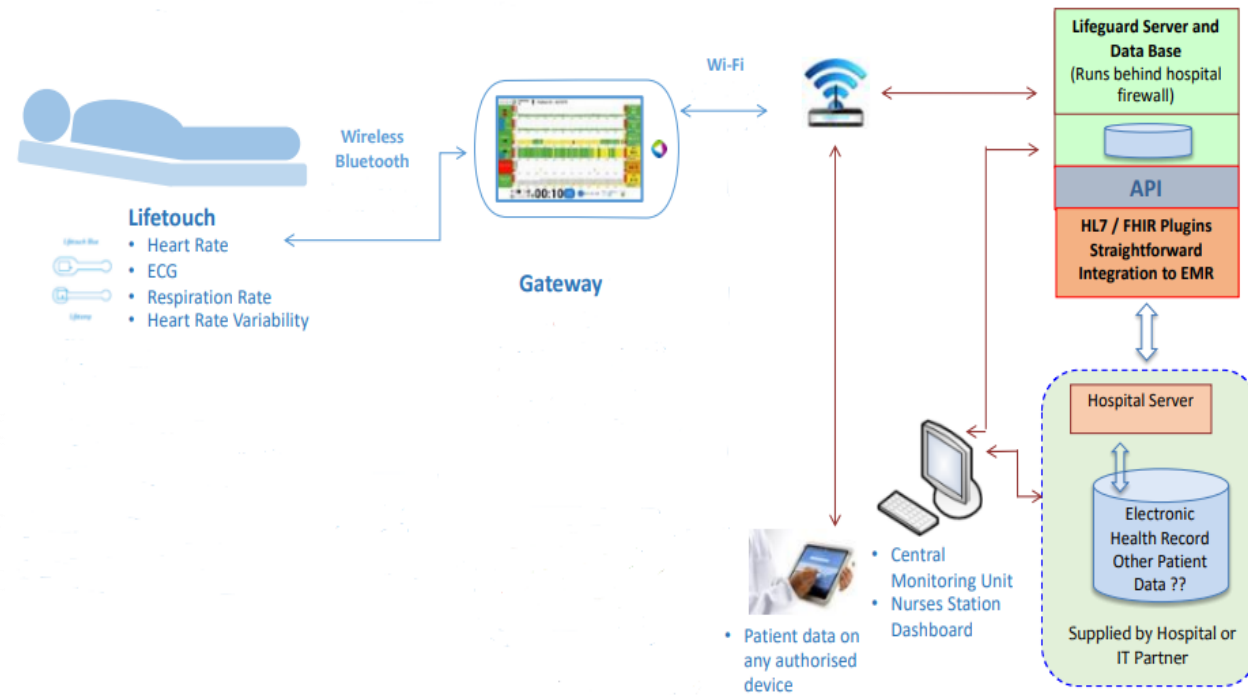 Wireless
Bluetooth
Lifetouch
• Heart Rate
• ECG
• Respiration Rate
• Heart Rate Variability
00:10
Gateway
Wi-Fi
Lifeguard Server and
Data Base
(Runs behind hospital
firewall)
API
HL7 / FHIR Plugins
Straightforward
Integration to EMR
Hospital Server
Electronic
Health Record
Other Patient
Data ??
Supplied by Hospital or
IT Partner
• Central
Monitoring Unit
• Nurses Station
Dashboard
• Patient data on
any authorised
device